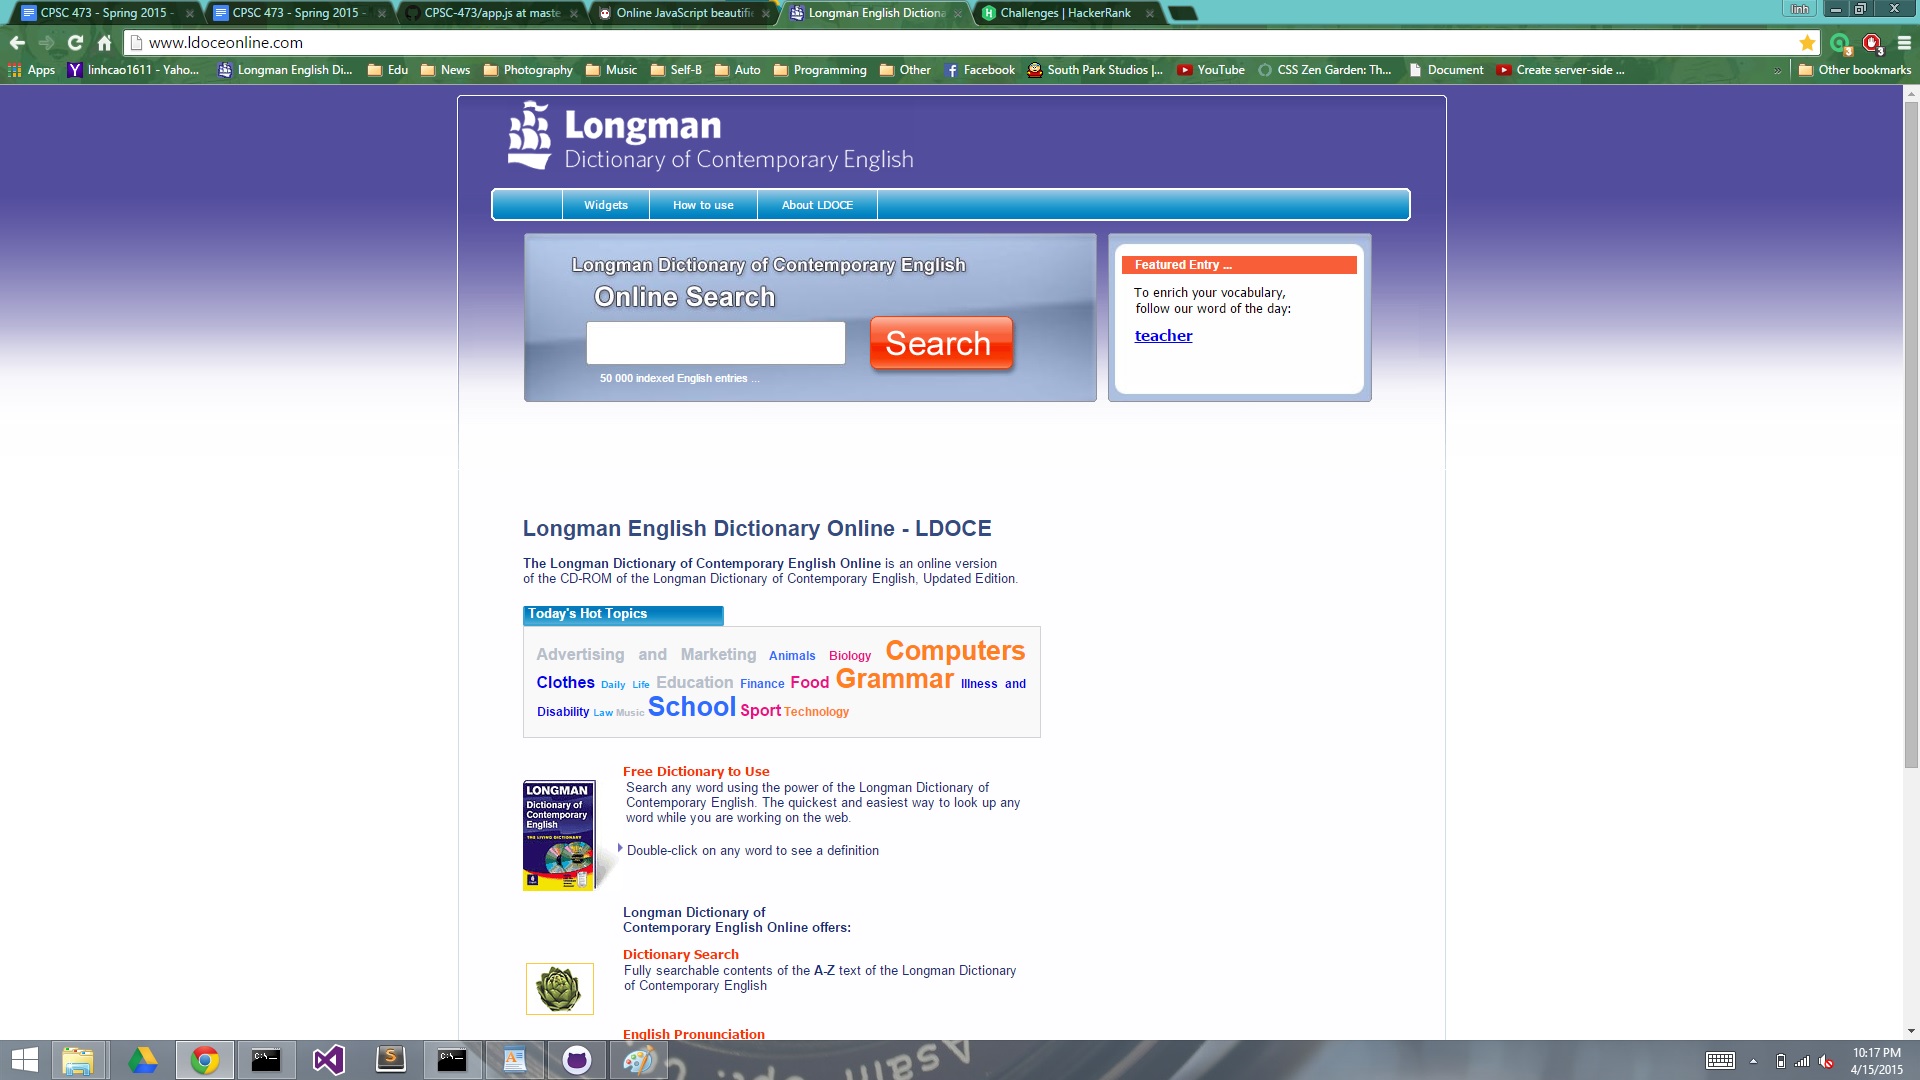 CPSC 473 - Spring 2015 -
CPSC 473 - Spring 2015 -
CPSC-473/app.js at maste
Online JavaScript beautifi
Longman English Dictiona
Challenges | HackerRank
linh
www.ldoceonline.com
3
3
Apps
linhcao1611 - Yaho...
Longman English Di...
Edu
News
Photography
Music
Self-B
Auto
Programming
Other
Facebook
South Park Studios |...
YouTube
CSS Zen Garden: Th...
Document
Create server-side ...
»
Other bookmarks
Longman
Dictionary of Contemporary English
Widgets
How to use
About LDOCE
Longman Dictionary of Contemporary English
Online Search
Search
50 000 indexed English entries ...
Featured Entry ...
To enrich your vocabulary,
follow our word of the day:
teacher
Longman English Dictionary Online - LDOCE
The Longman Dictionary of Contemporary English Online is an online version
of the CD-ROM of the Longman Dictionary of Contemporary English, Updated Edition.
Today's Hot Topics
Advertising and Marketing Animals Biology Computers
Clothes Daily Life Education Finance Food Grammar Illness and
Disability Law Music School Sport Technology
LONGMAN
Dictionary of
Contemporary
English
THE LIVING DICTIONARY
Free Dictionary to Use
Search any word using the power of the Longman Dictionary of
Contemporary English. The quickest and easiest way to look up any
word while you are working on the web.
Double-click on any word to see a definition
Longman Dictionary of
Contemporary English Online offers:
Dictionary Search
Fully searchable contents of the A-Z text of the Longman Dictionary
of Contemporary English
English Pronunciation
C:\_
C:\_
10:17 PM
4/15/2015